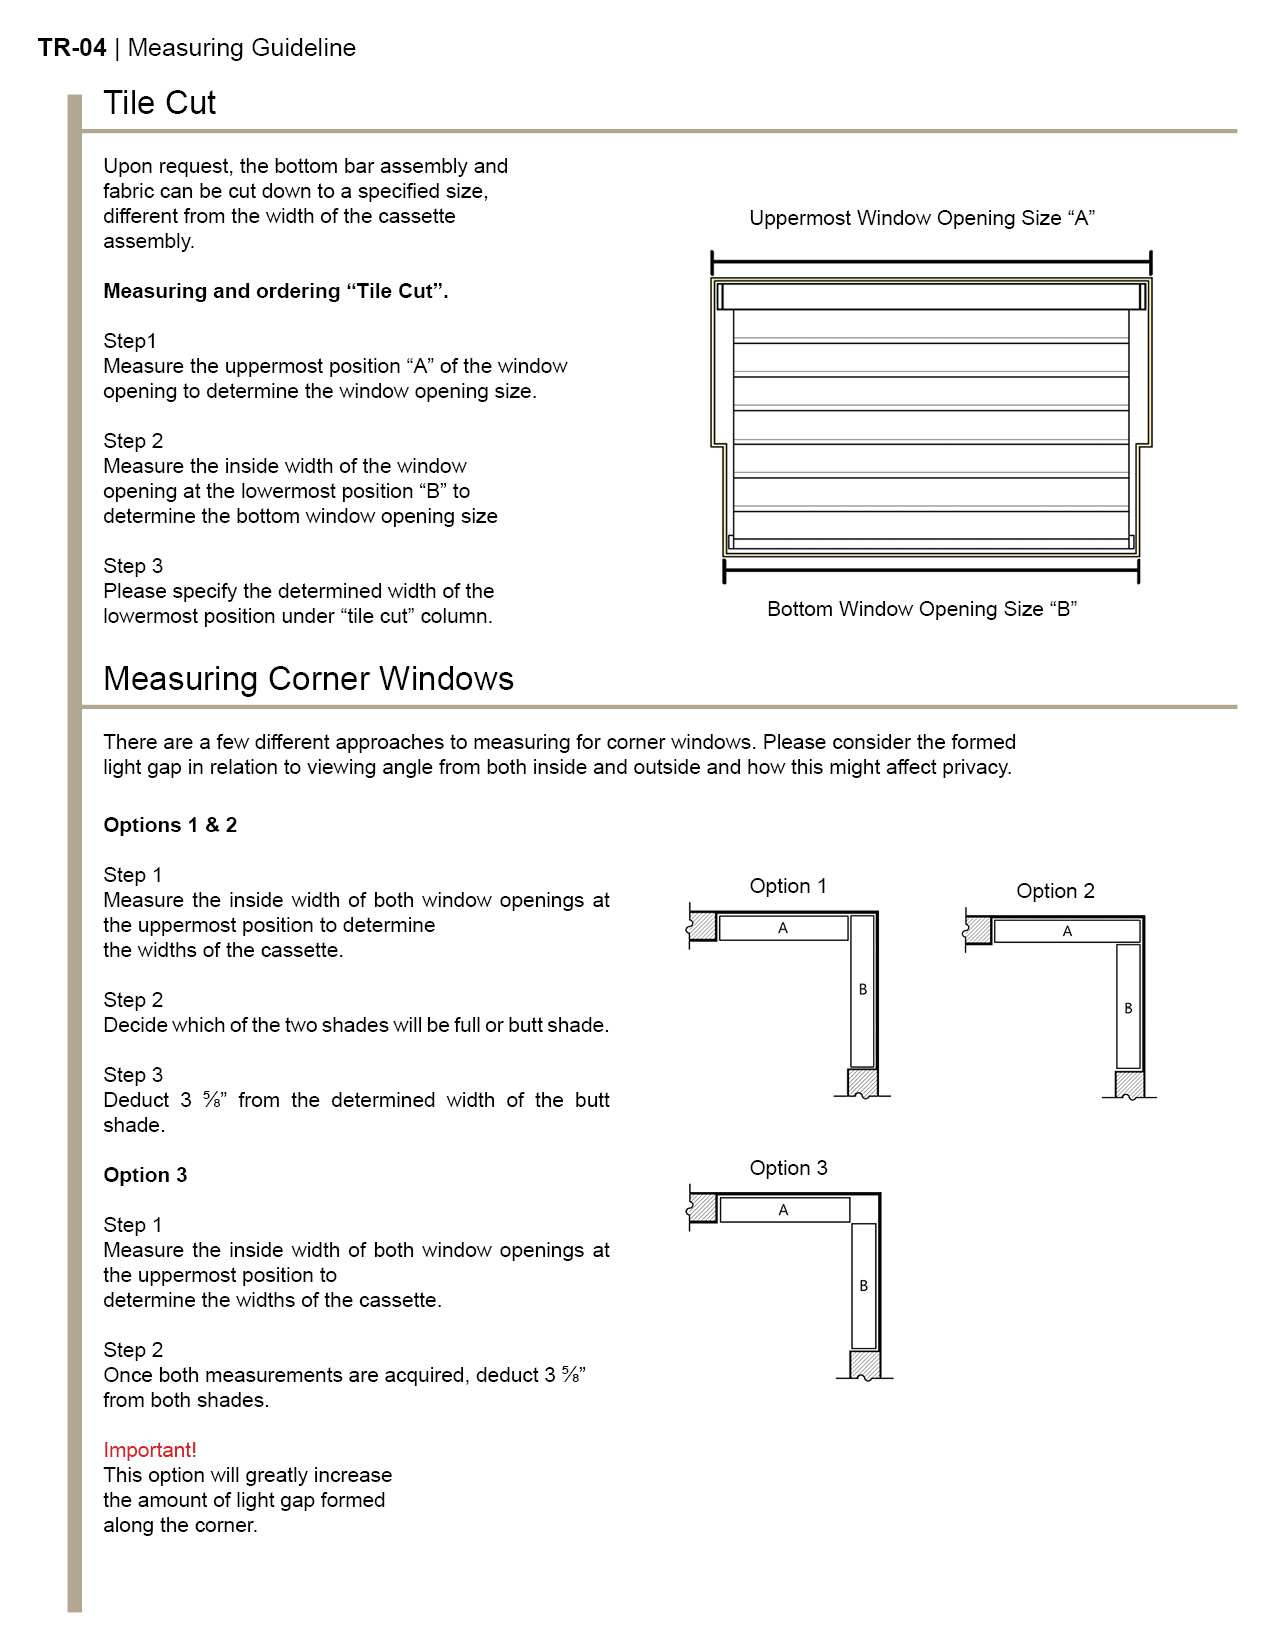 TR-04 | Measuring Guideline
Tile Cut
Upon request, the bottom bar assembly and
fabric can be cut down to a specified size,
different from the width of the cassette
assembly.
Measuring and ordering “Tile Cut”.
Step1
Measure the uppermost position “A” of the window
opening to determine the window opening size.
Step 2
Measure the inside width of the window
opening at the lowermost position “B” to
determine the bottom window opening size
Step 3
Please specify the determined width of the
lowermost position under “tile cut” column.
Uppermost Window Opening Size “A”
Bottom Window Opening Size “B”
Measuring Corner Windows
There are a few different approaches to measuring for corner windows. Please consider the formed
light gap in relation to viewing angle from both inside and outside and how this might affect privacy.
Options 1 & 2
Step 1
Measure the inside width of both window openings at
the uppermost position to determine
the widths of the cassette.
Step 2
Decide which of the two shades will be full or butt shade.
Step 3
Deduct 3 ⅝” from the determined width of the butt
shade.
Option 3
Step 1
Measure the inside width of both window openings at
the uppermost position to
determine the widths of the cassette.
Step 2
Once both measurements are acquired, deduct 3 ⅝”
from both shades.
Important!
This option will greatly increase
the amount of light gap formed
along the corner.
Option 1
A
B
Option 2
A
B
Option 3
A
B